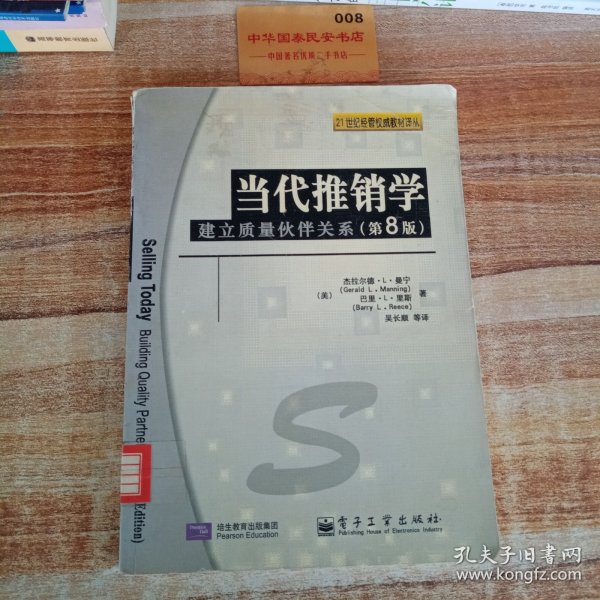 008
中华国泰民安书店
中国著名优质二手书店
21世纪经管权威教材译丛
当代推销学
建立质量伙伴关系(第8版)
(美)
杰拉尔德·L·曼宁
(Gerald L. Manning)
巴里·L·里斯
(Barry L. Reece)
著
吴长顺 等译
Selling Today Building Quality Partne
Edition)
S
Prentice Hall
培生教育出版集团
Pearson Education
电子工业出版社
Publishing House of Electronics Industry
孔夫子旧书网
www.kongfz.com